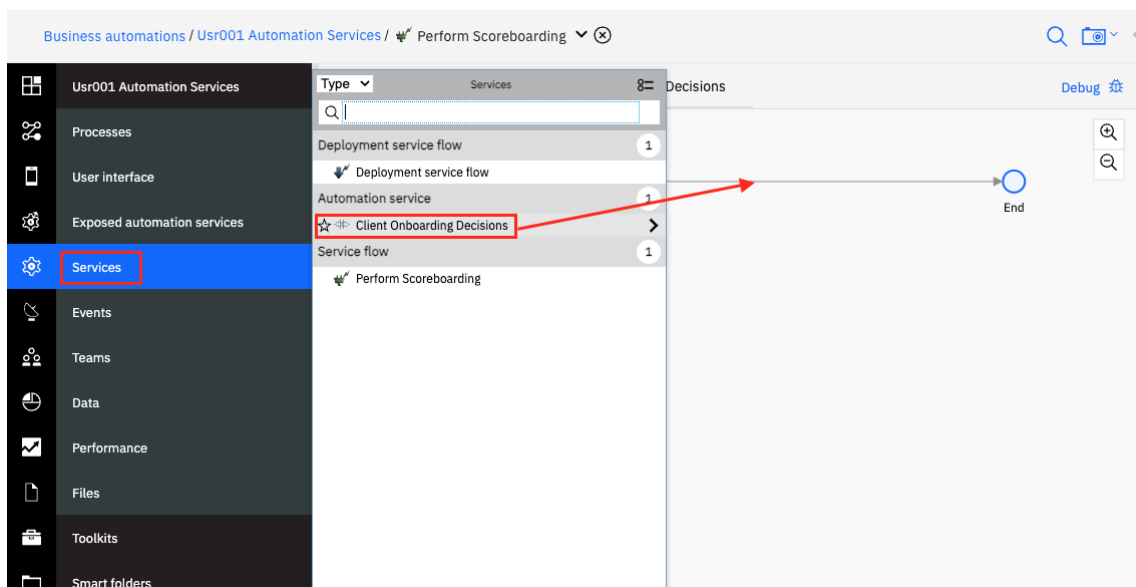 Business automations / Usr001 Automation Services / Perform Scoreboarding
Usr001 Automation Services
Processes
User interface
Exposed automation services
Services
Events
Teams
Data
Performance
Files
Toolkits
Smart folders
Type Services
Deployment service flow 1
Deployment service flow
Automation service 1
Client Onboarding Decisions
Service flow 1
Perform Scoreboarding
Decisions
Debug
End